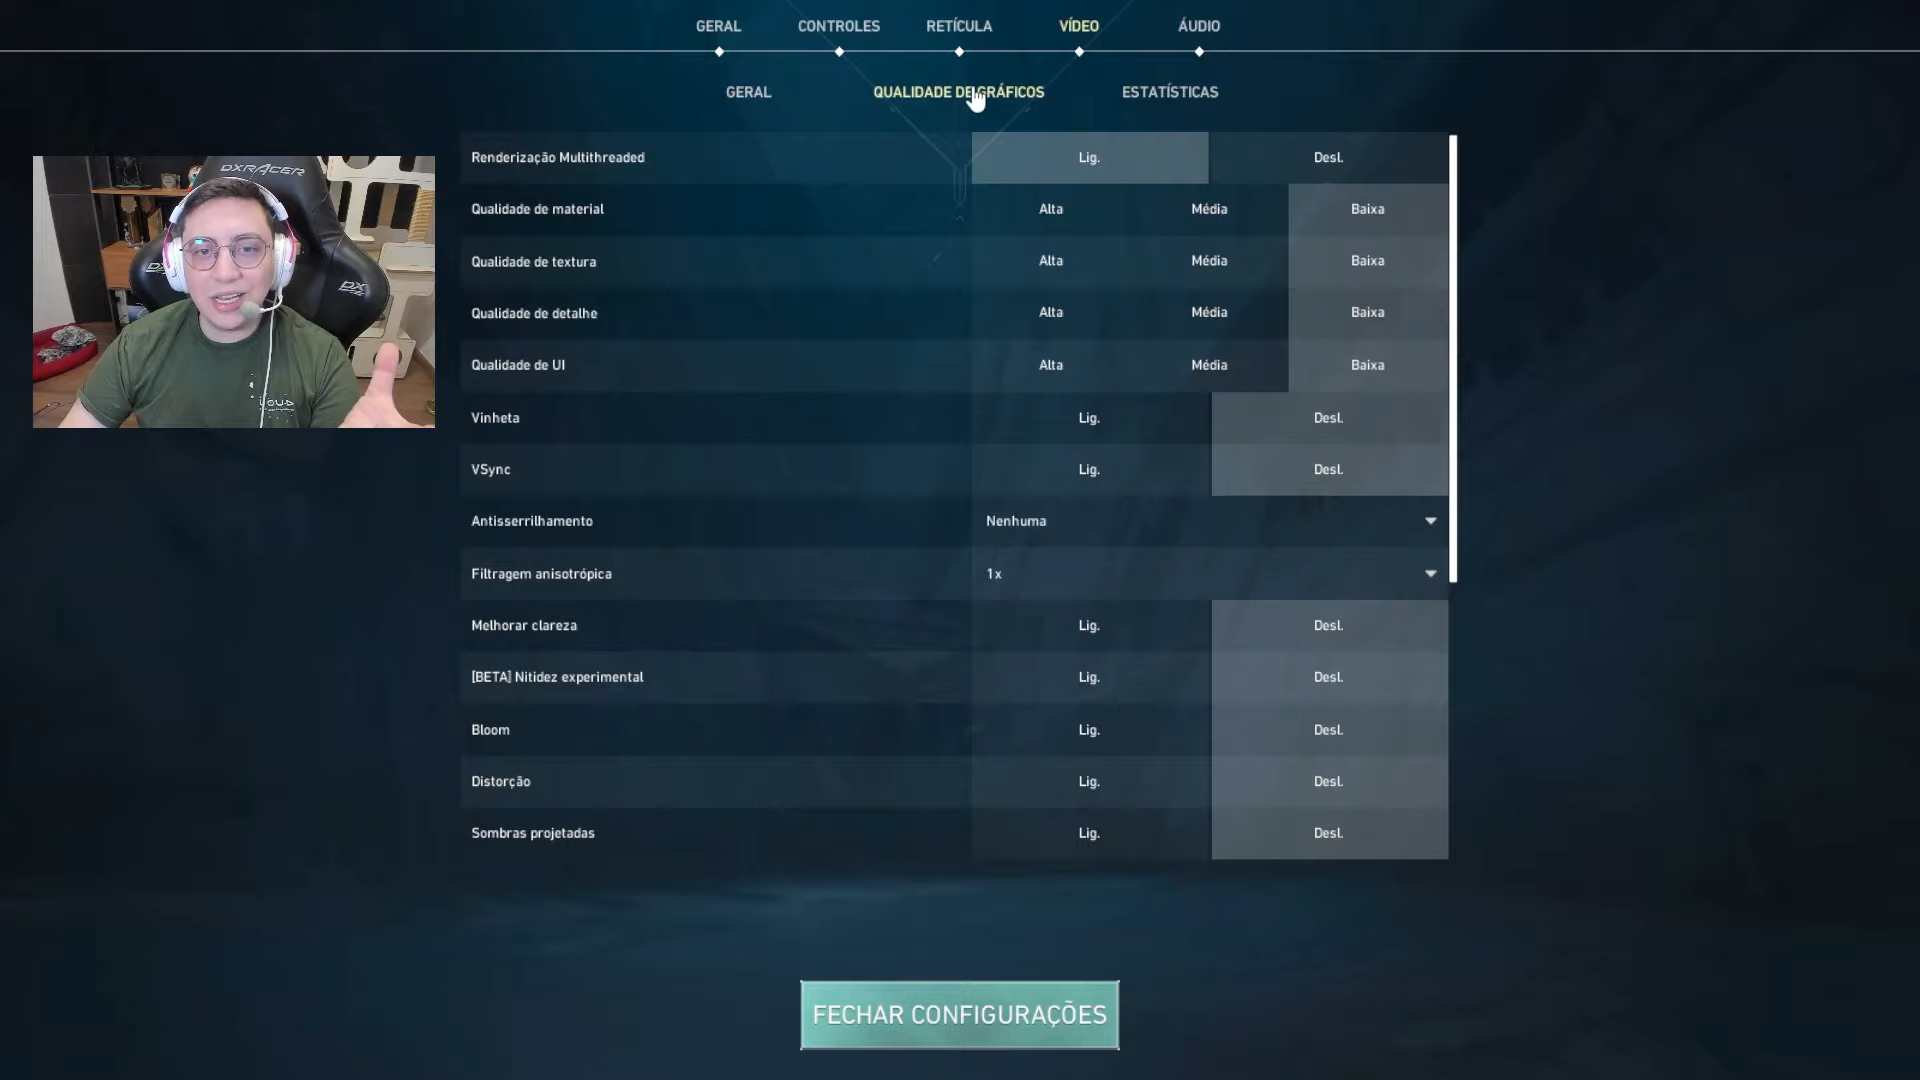 GERAL CONTROLES RETÍCULA VÍDEO ÁUDIO
GERAL QUALIDADE DE GRÁFICOS ESTATÍSTICAS
Renderização Multithreaded Lig. Desl.
Qualidade de material Alta Média Baixa
Qualidade de textura Alta Média Baixa
Qualidade de detalhe Alta Média Baixa
Qualidade de UI Alta Média Baixa
Vinheta Lig. Desl.
VSync Lig. Desl.
Antisserrilhamento Nenhuma
Filtragem anisotrópica 1x
Melhorar clareza Lig. Desl.
[BETA] Nitidez experimental Lig. Desl.
Bloom Lig. Desl.
Distorção Lig. Desl.
Sombras projetadas Lig. Desl.
FECHAR CONFIGURAÇÕES
DXRACER
DX